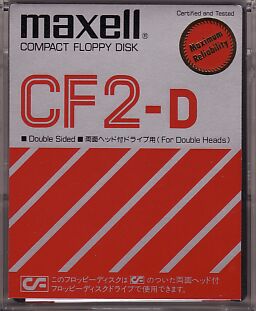 maxell®
Certified and Tested
COMPACT FLOPPY DISK
Maximum
Reliability
CF2-D
■ Double Sided ■ 両面ヘッド付ドライブ用 (For Double Heads)
このフロッピーディスクは CF のついた両面ヘッド付
フロッピーディスクドライブで使用できます。